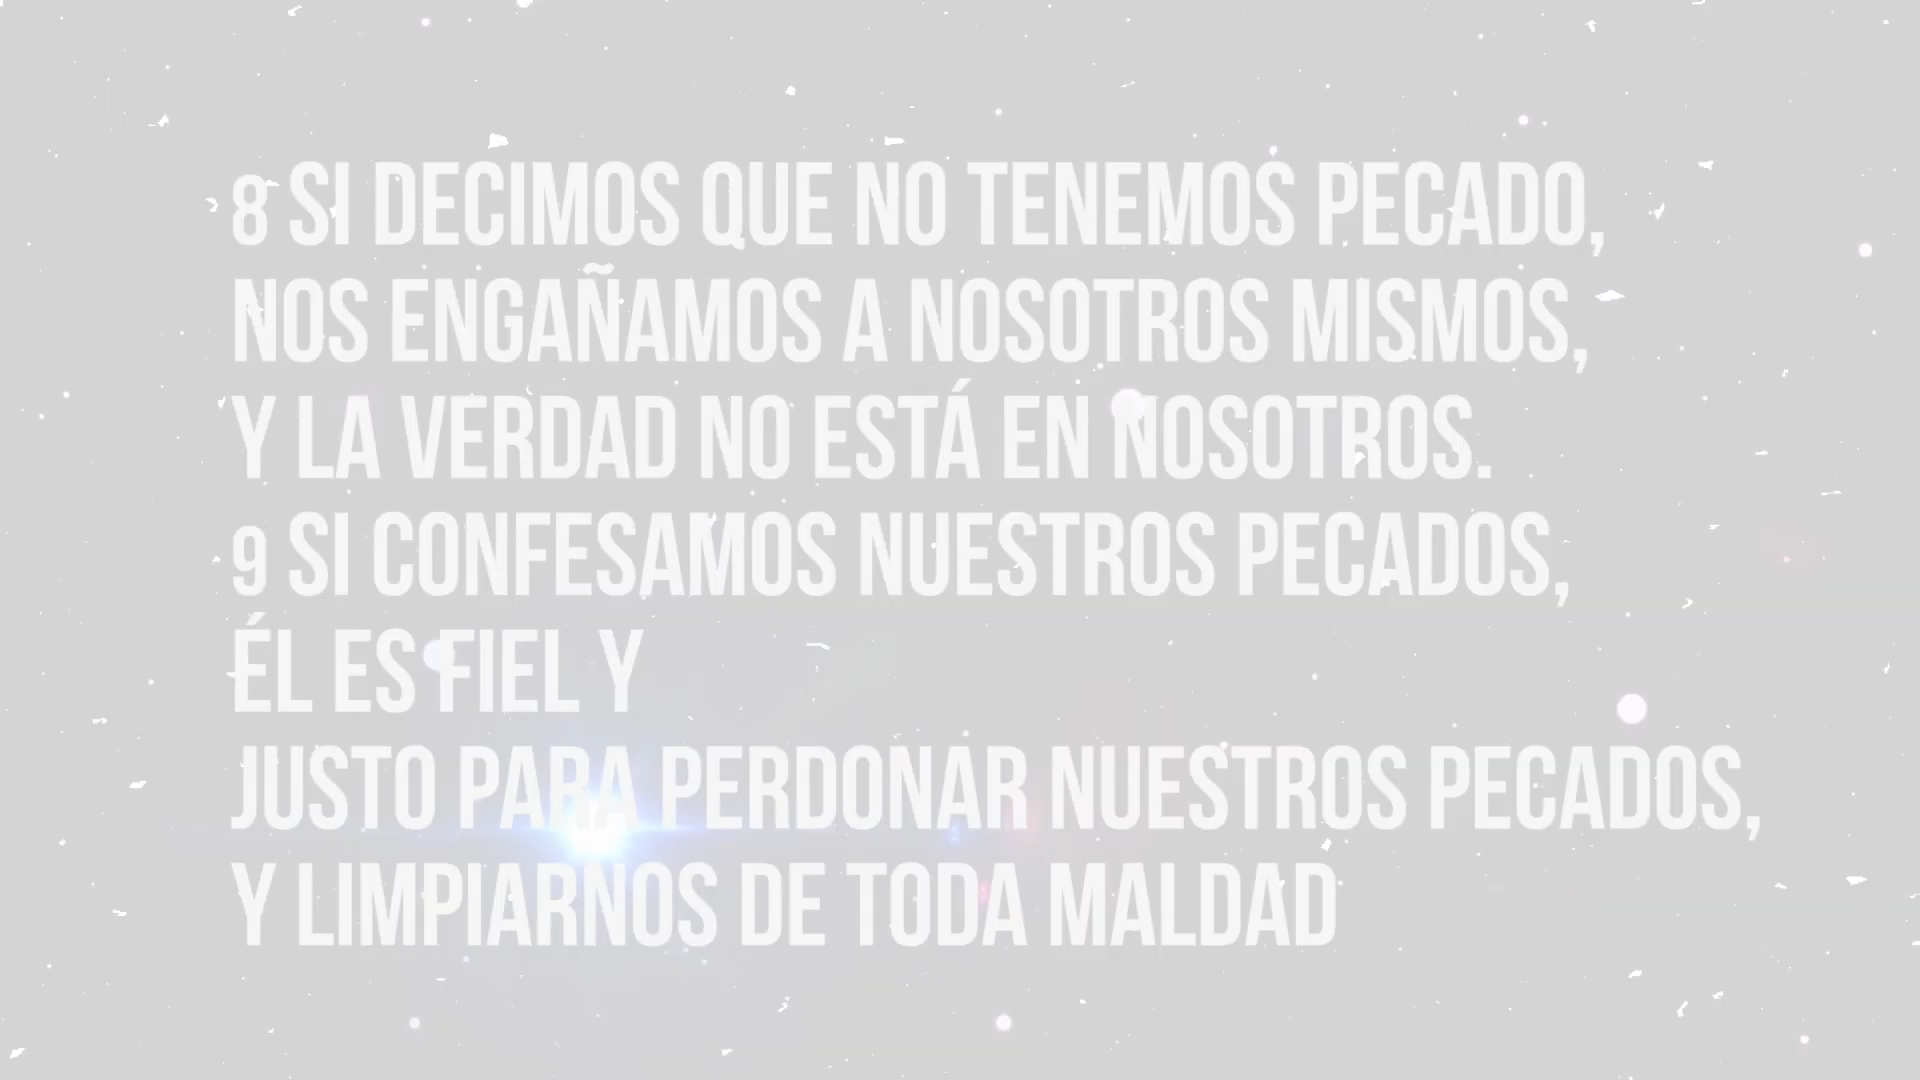 8 SI DECIMOS QUE NO TENEMOS PECADO,
NOS ENGAÑAMOS A NOSOTROS MISMOS,
Y LA VERDAD NO ESTÁ EN NOSOTROS.
9 SI CONFESAMOS NUESTROS PECADOS,
ÉL ES FIEL Y
JUSTO PARA PERDONAR NUESTROS PECADOS,
Y LIMPIARNOS DE TODA MALDAD